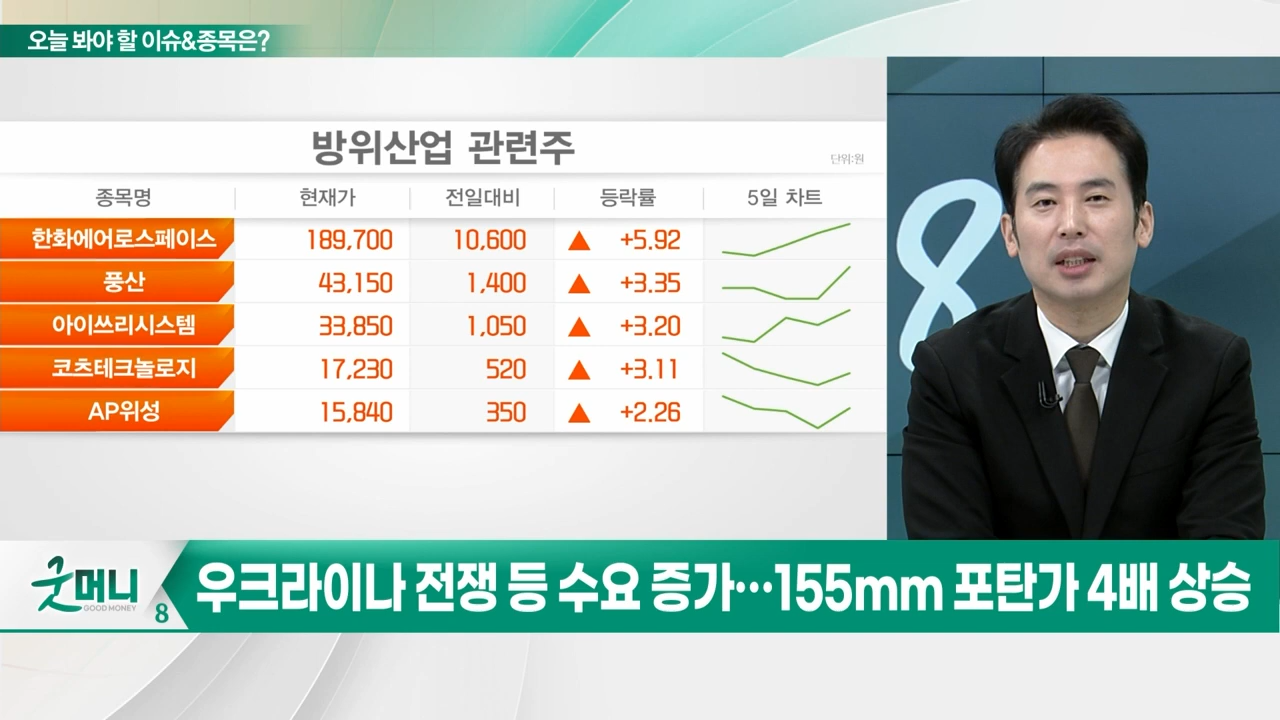 오늘 봐야 할 이슈&종목은?
방위산업 관련주
단위:원
종목명 현재가 전일대비 등락률 5일 차트
한화에어로스페이스 189,700 10,600 ▲ +5.92
풍산 43,150 1,400 ▲ +3.35
아이쓰리시스템 33,850 1,050 ▲ +3.20
코츠테크놀로지 17,230 520 ▲ +3.11
AP위성 15,840 350 ▲ +2.26
8
굿머니
GOOD MONEY
8
우크라이나 전쟁 등 수요 증가…155mm 포탄가 4배 상승